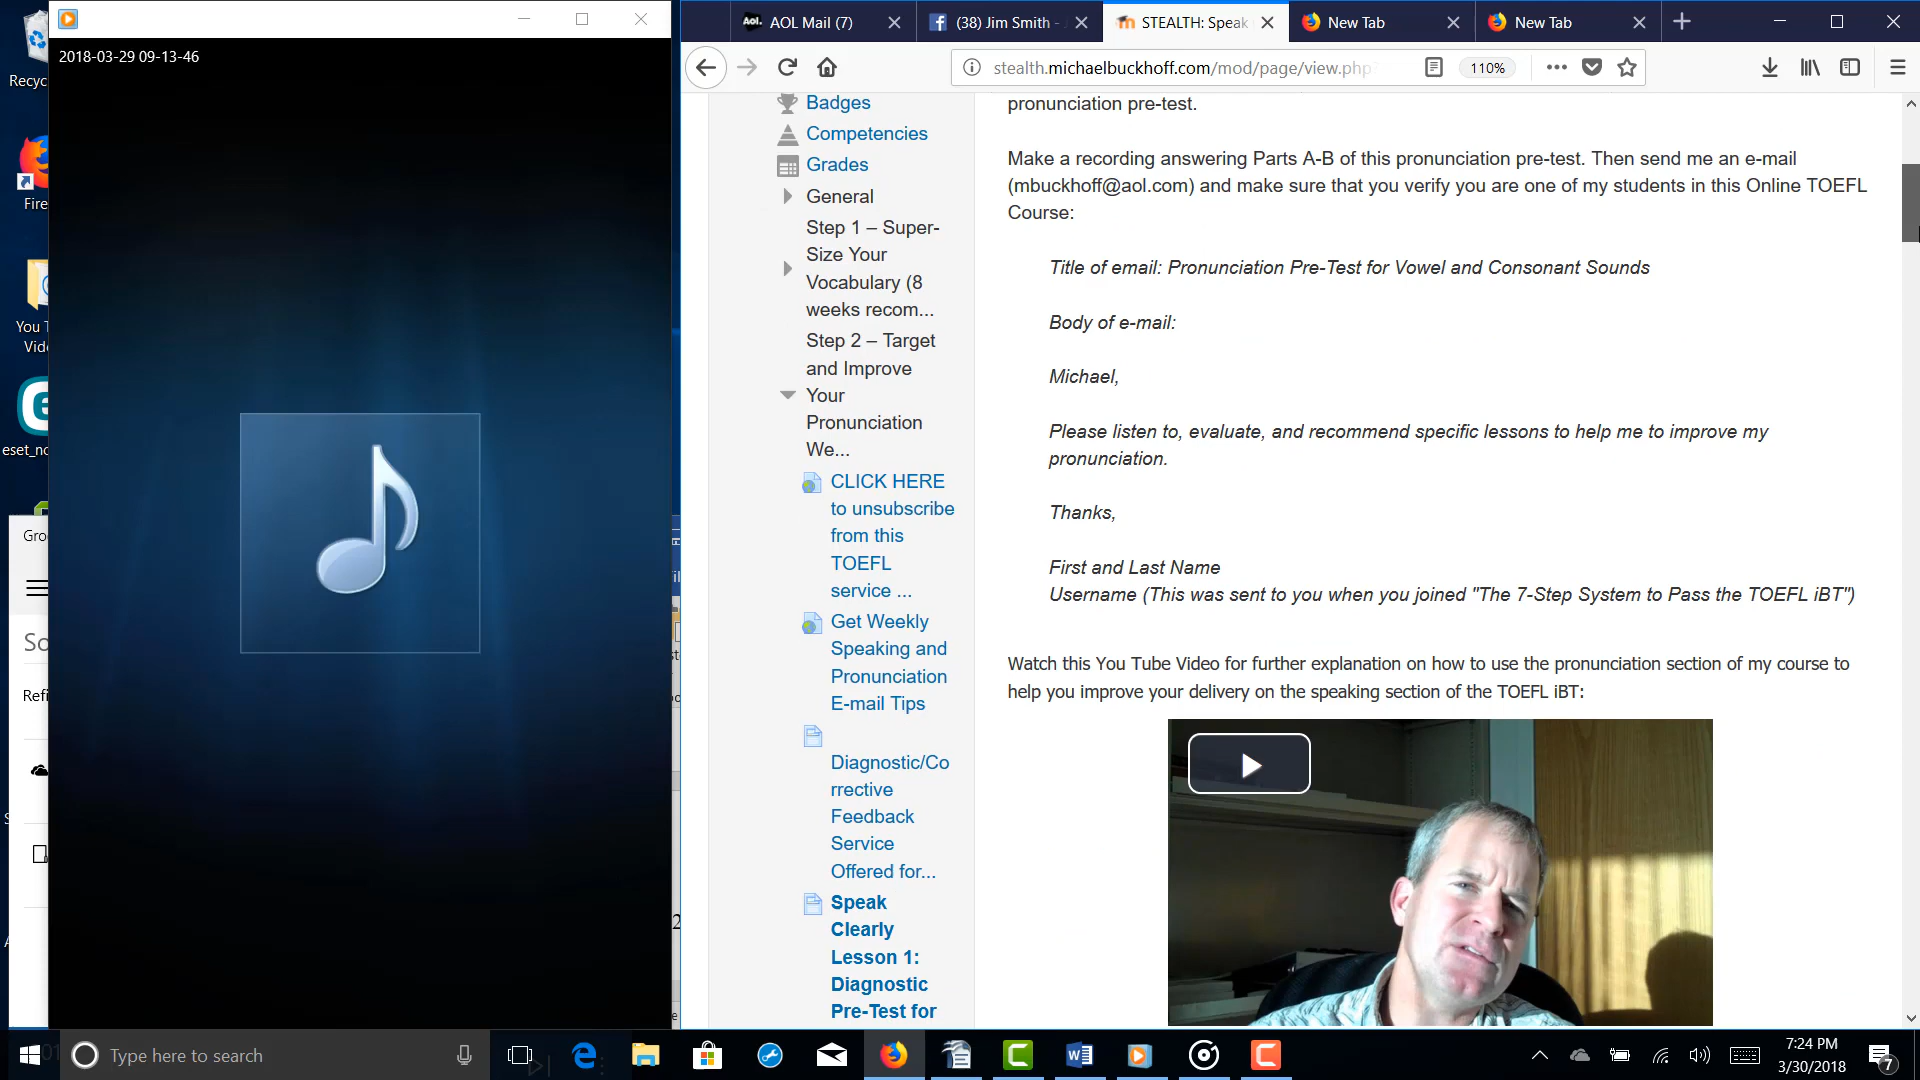 2018-03-29 09-13-46
Recyc
Fire
You T
Vide
eset_no
Gro
So
Refi
AOL Mail (7)
(38) Jim Smith -
STEALTH: Speak
New Tab
New Tab
stealth.michaelbuckhoff.com/mod/page/view.php?
110%
Badges
Competencies
Grades
General
Step 1 – Super-
Size Your
Vocabulary (8
weeks recom...
Step 2 – Target
and Improve
Your
Pronunciation
We...
CLICK HERE
to unsubscribe
from this
TOEFL
service ...
Get Weekly
Speaking and
Pronunciation
E-mail Tips
Diagnostic/Co
rrective
Feedback
Service
Offered for...
Speak
Clearly
Lesson 1:
Diagnostic
Pre-Test for
pronunciation pre-test.
Make a recording answering Parts A-B of this pronunciation pre-test. Then send me an e-mail
(mbuckhoff@aol.com) and make sure that you verify you are one of my students in this Online TOEFL
Course:
Title of email: Pronunciation Pre-Test for Vowel and Consonant Sounds
Body of e-mail:
Michael,
Please listen to, evaluate, and recommend specific lessons to help me to improve my
pronunciation.
Thanks,
First and Last Name
Username (This was sent to you when you joined "The 7-Step System to Pass the TOEFL iBT")
Watch this You Tube Video for further explanation on how to use the pronunciation section of my course to
help you improve your delivery on the speaking section of the TOEFL iBT:
Type here to search
7:24 PM
3/30/2018
7